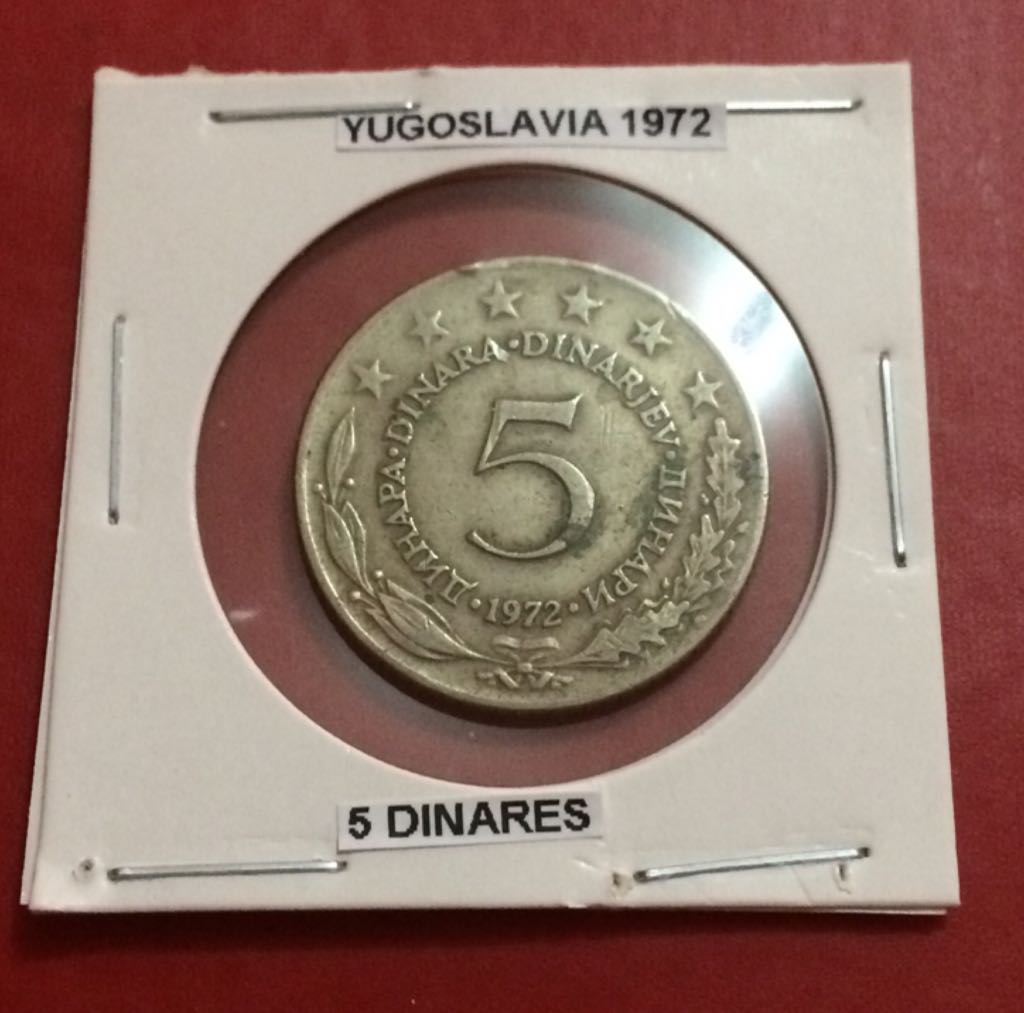 YUGOSLAVIA 1972
ДИНАРА·DINARA·DINARJEV·ДИНАРИ
5
·1972·
5 DINARES